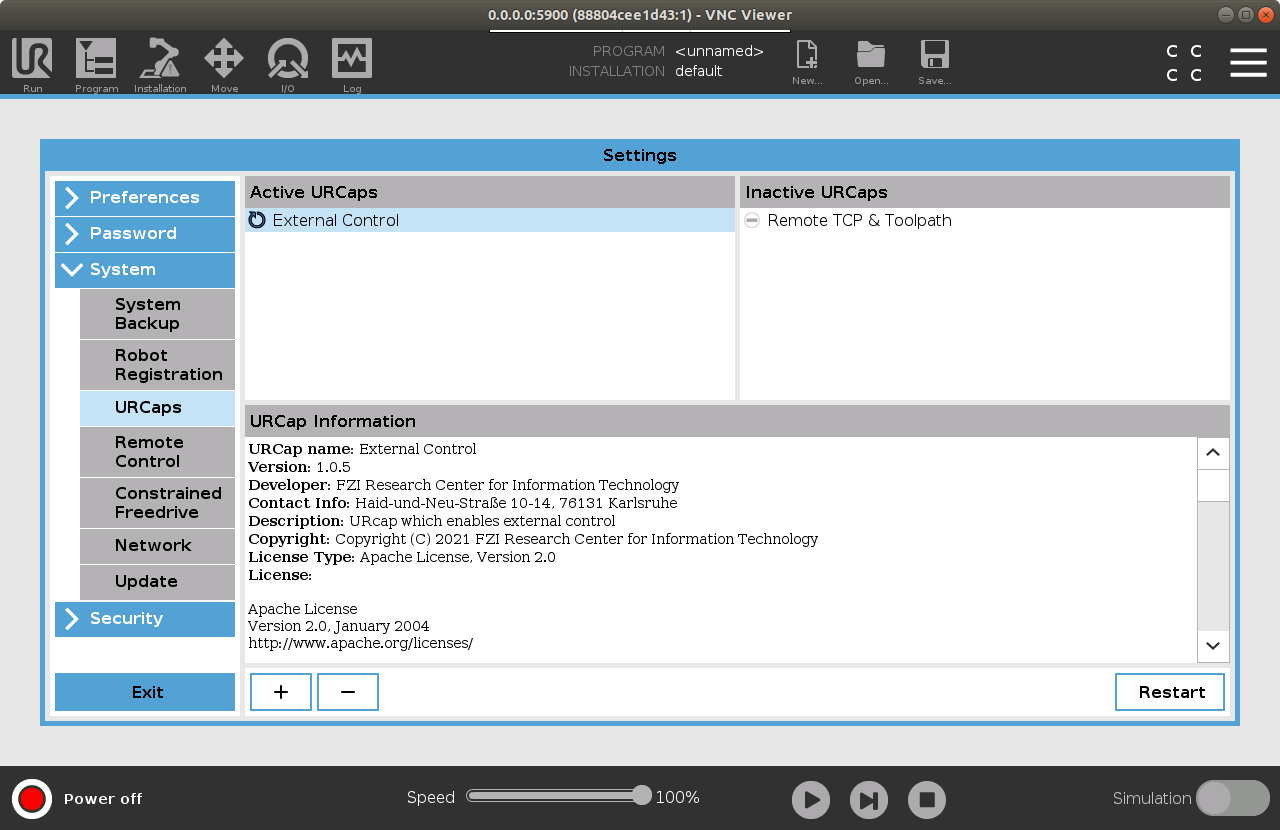 0.0.0.0:5900 (88804cee1d43:1) - VNC Viewer
PROGRAM <unnamed>
INSTALLATION default
Run
Program
Installation
Move
I/O
Log
New...
Open...
Save...
C C
C C
Settings
Preferences
Password
System
System
Backup
Robot
Registration
URCaps
Remote
Control
Constrained
Freedrive
Network
Update
Security
Exit
Active URCaps
External Control
Inactive URCaps
Remote TCP & Toolpath
URCap Information
URCap name: External Control
Version: 1.0.5
Developer: FZI Research Center for Information Technology
Contact Info: Haid-und-Neu-Straße 10-14, 76131 Karlsruhe
Description: URcap which enables external control
Copyright: Copyright (C) 2021 FZI Research Center for Information Technology
License Type: Apache License, Version 2.0
License:
Apache License
Version 2.0, January 2004
http://www.apache.org/licenses/
+
−
Restart
Power off
Speed 100%
Simulation